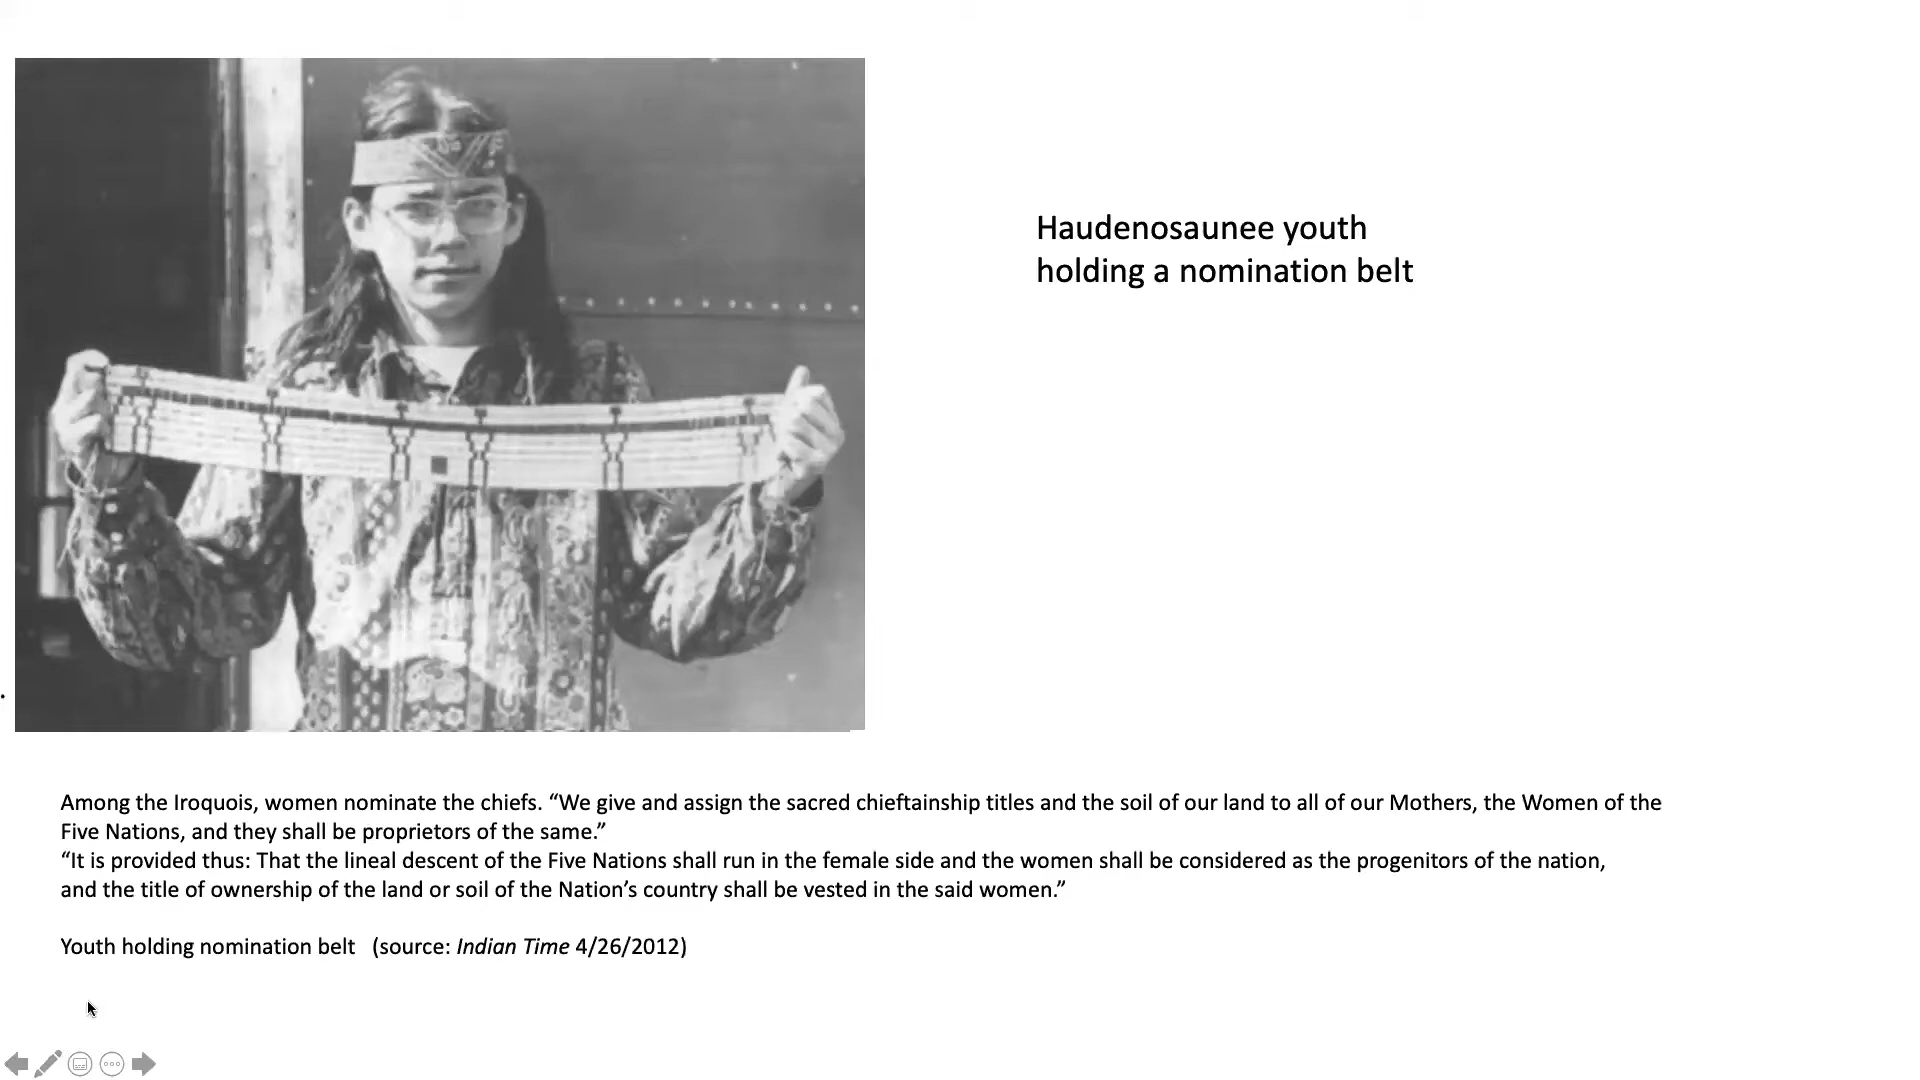 Haudenosaunee youth
holding a nomination belt
Among the Iroquois, women nominate the chiefs. “We give and assign the sacred chieftainship titles and the soil of our land to all of our Mothers, the Women of the
Five Nations, and they shall be proprietors of the same.”
“It is provided thus: That the lineal descent of the Five Nations shall run in the female side and the women shall be considered as the progenitors of the nation,
and the title of ownership of the land or soil of the Nation’s country shall be vested in the said women.”
Youth holding nomination belt (source: Indian Time 4/26/2012)